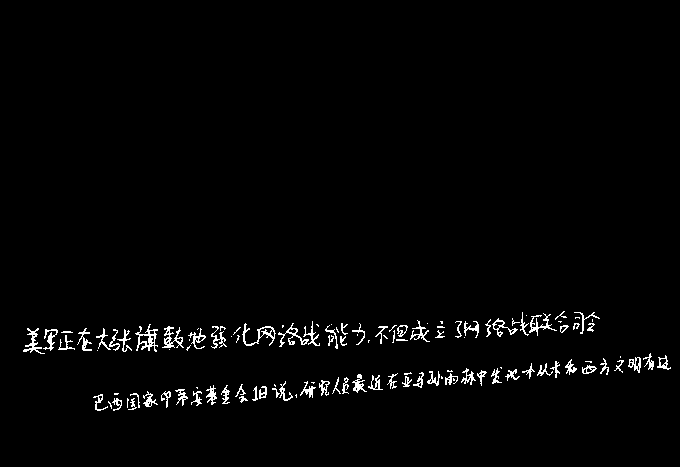 美军正在大张旗鼓地强化网络战能力,不但成立了网络战联合司令
巴西国家印第安基金会1日说,研究人员最近在亚马孙雨林中发现木从未和西方文明有过